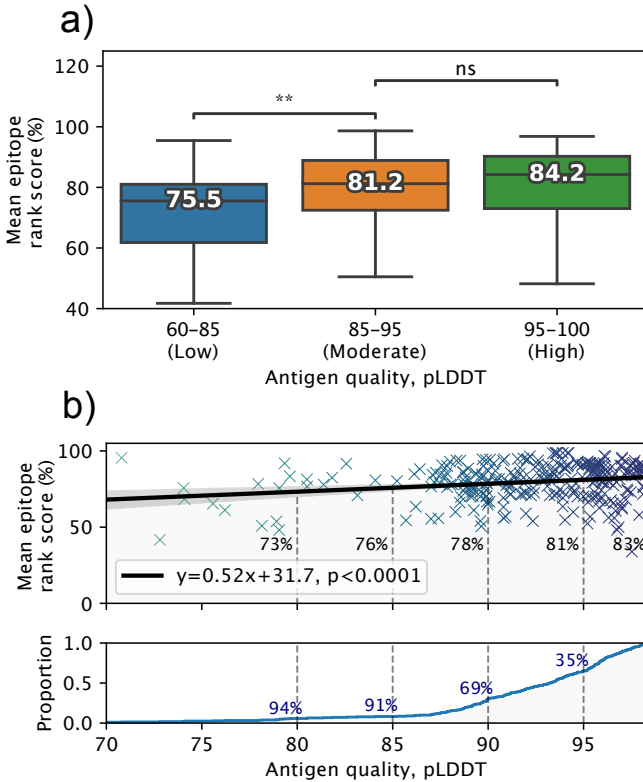 a)
Mean epitope
rank score (%)
120
100
80
60
40
**
ns
75.5
81.2
84.2
60–85
(Low)
85–95
(Moderate)
95–100
(High)
Antigen quality, pLDDT
b)
Mean epitope
rank score (%)
100
50
0
73%
76%
78%
81%
83%
y=0.52x+31.7, p<0.0001
Proportion
1.0
0.5
0.0
94%
91%
69%
35%
70
75
80
85
90
95
Antigen quality, pLDDT